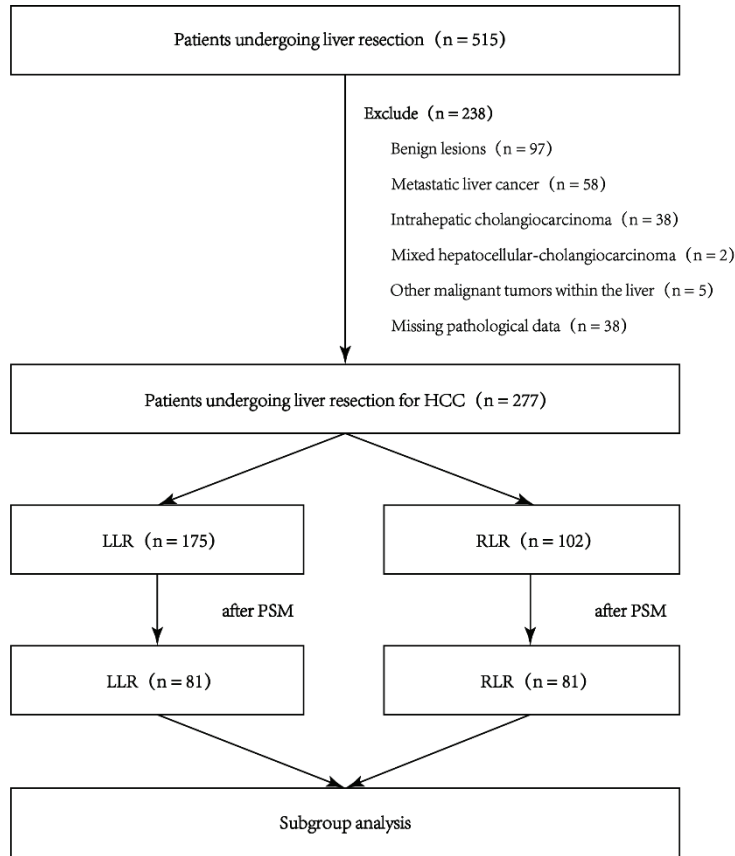 Patients undergoing liver resection (n = 515)
Exclude (n = 238)
Benign lesions (n = 97)
Metastatic liver cancer (n = 58)
Intrahepatic cholangiocarcinoma (n = 38)
Mixed hepatocellular-cholangiocarcinoma (n = 2)
Other malignant tumors within the liver (n = 5)
Missing pathological data (n = 38)
Patients undergoing liver resection for HCC (n = 277)
LLR (n = 175)
RLR (n = 102)
after PSM
after PSM
LLR (n = 81)
RLR (n = 81)
Subgroup analysis